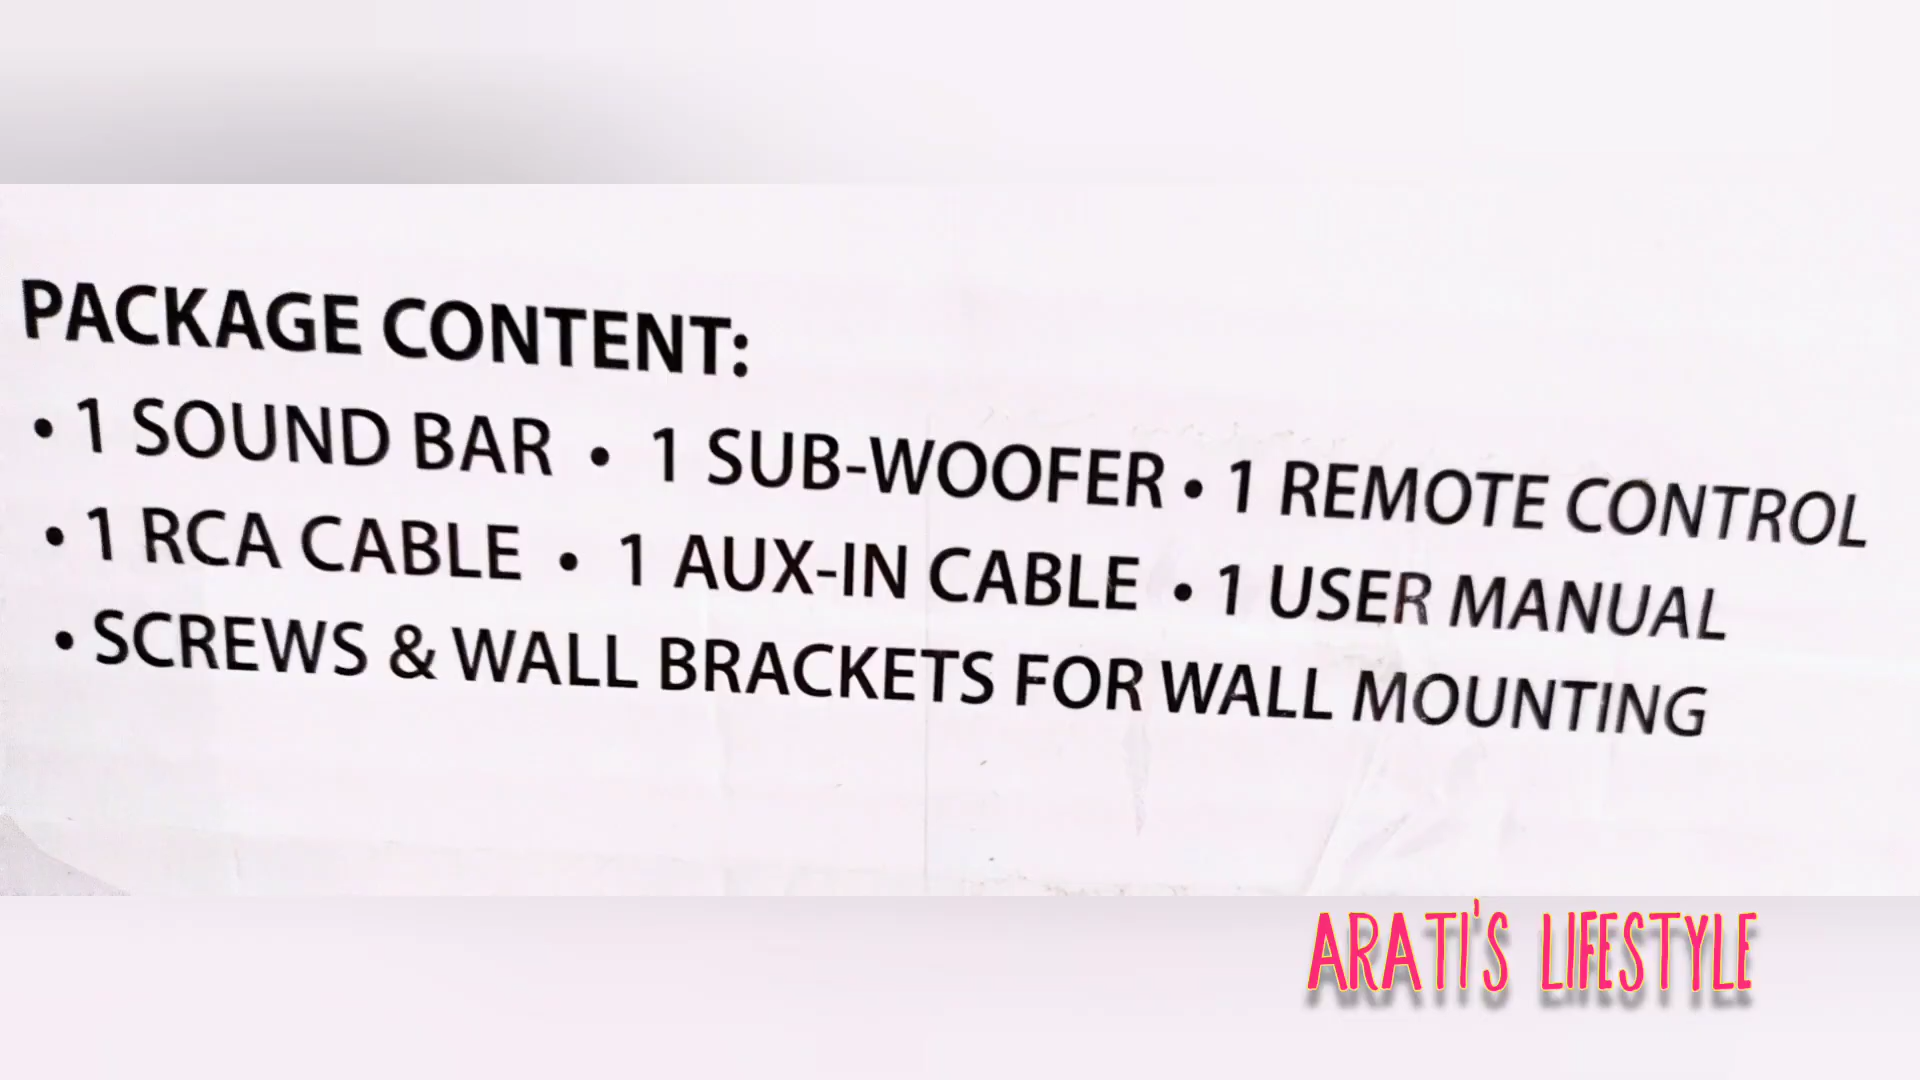 PACKAGE CONTENT:
• 1 SOUND BAR • 1 SUB-WOOFER • 1 REMOTE CONTROL
• 1 RCA CABLE • 1 AUX-IN CABLE • 1 USER MANUAL
• SCREWS & WALL BRACKETS FOR WALL MOUNTING
ARATI'S LIFESTYLE